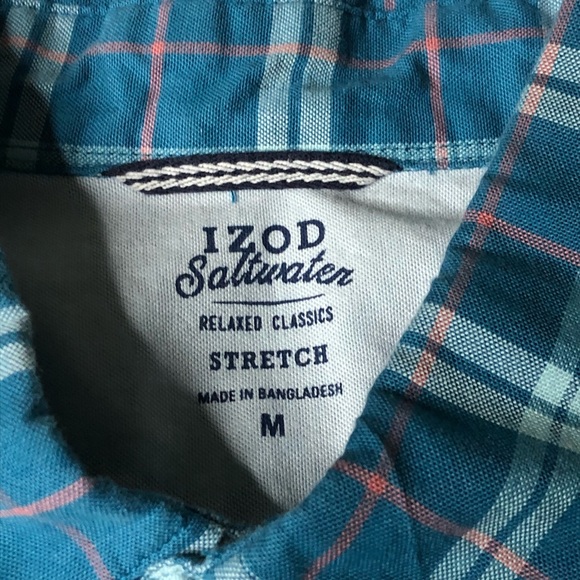 IZOD
Saltwater
RELAXED CLASSICS
STRETCH
MADE IN BANGLADESH
M